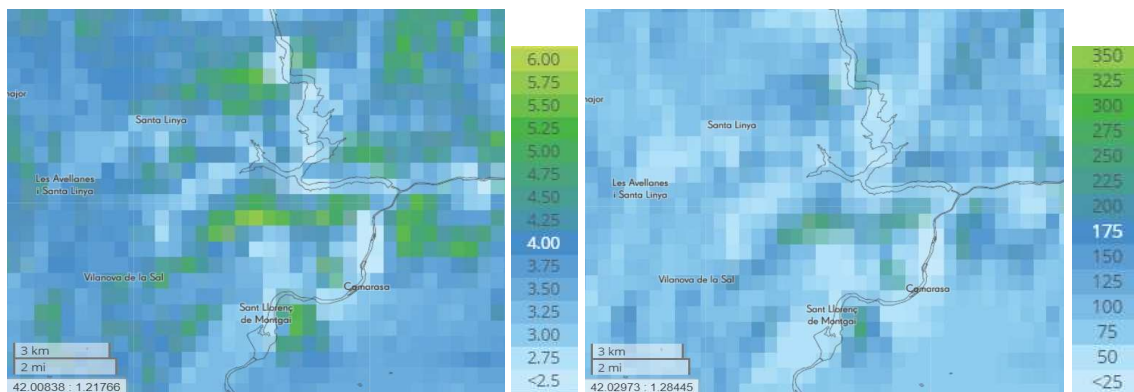 major
Santa Linya
Les Avellanes
i Santa Linya
Vilanova de la Sal
Camarasa
Sant Llorenç
de Montgai
3 km
2 mi
42.00838 : 1.21766
6.00
5.75
5.50
5.25
5.00
4.75
4.50
4.25
4.00
3.75
3.50
3.25
3.00
2.75
<2.5
major
Santa Linya
Les Avellanes
i Santa Linya
Vilanova de la Sal
Camarasa
Sant Llorenç
de Montgai
3 km
2 mi
42.02973 : 1.28445
350
325
300
275
250
225
200
175
150
125
100
75
50
<25